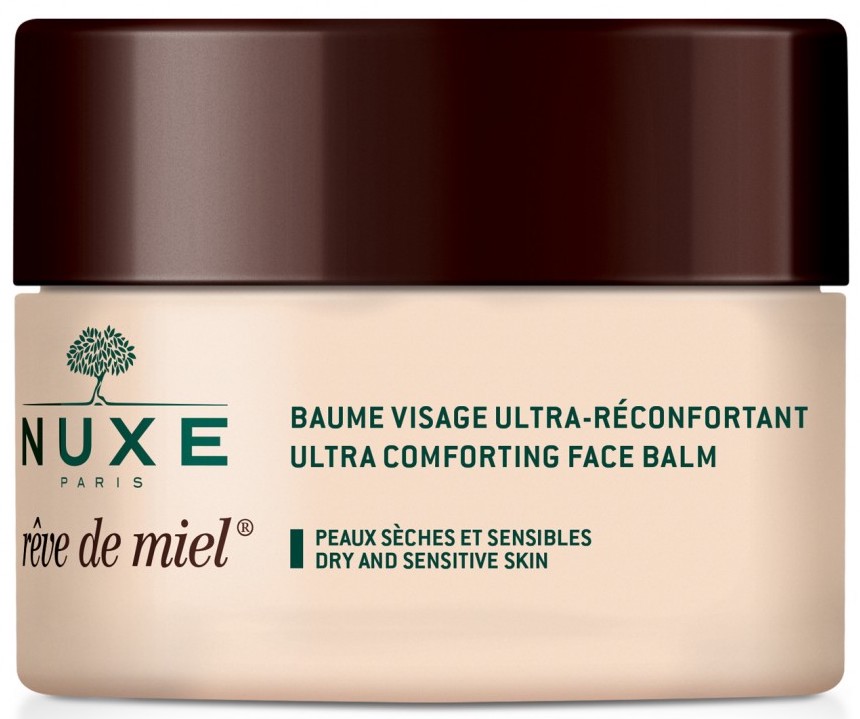 NUXE
PARIS
rêve de miel®
BAUME VISAGE ULTRA-RÉCONFORTANT
ULTRA COMFORTING FACE BALM
PEAUX SÈCHES ET SENSIBLES
DRY AND SENSITIVE SKIN